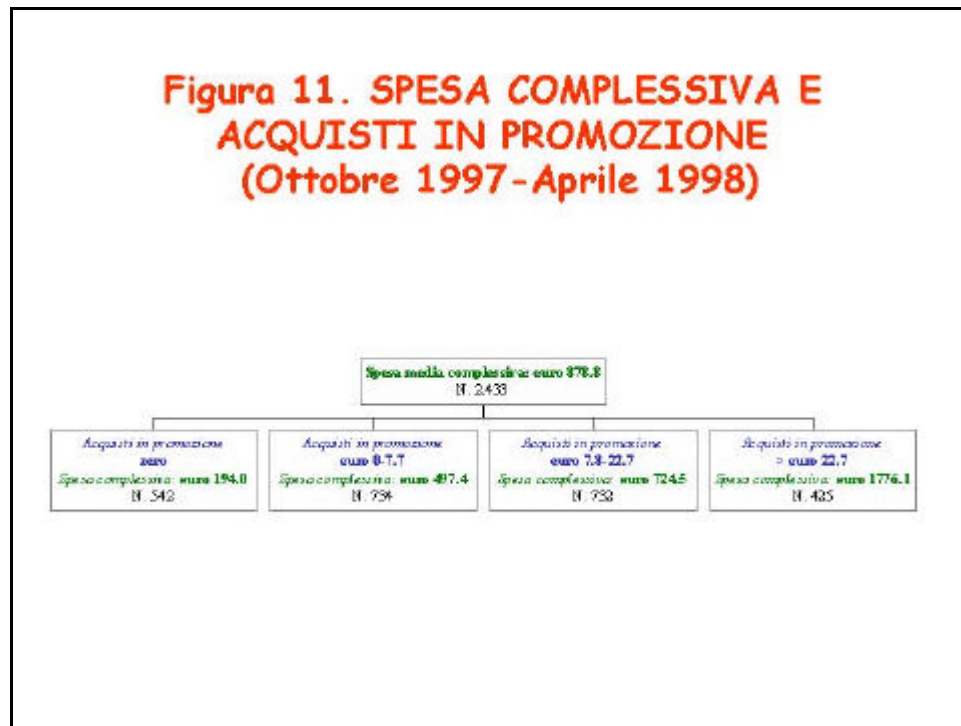 Figura 11. SPESA COMPLESSIVA E
ACQUISTI IN PROMOZIONE
(Ottobre 1997-Aprile 1998)
Spesa media complessiva: euro 878.8
N. 2.433
Acquisti in promozione
zero
Spesa complessiva: euro 194.0
N. 542
Acquisti in promozione
euro 0-7.7
Spesa complessiva: euro 497.4
N. 734
Acquisti in promozione
euro 7.8-22.7
Spesa complessiva: euro 724.5
N. 732
Acquisti in promozione
> euro 22.7
Spesa complessiva: euro 1776.1
N. 425